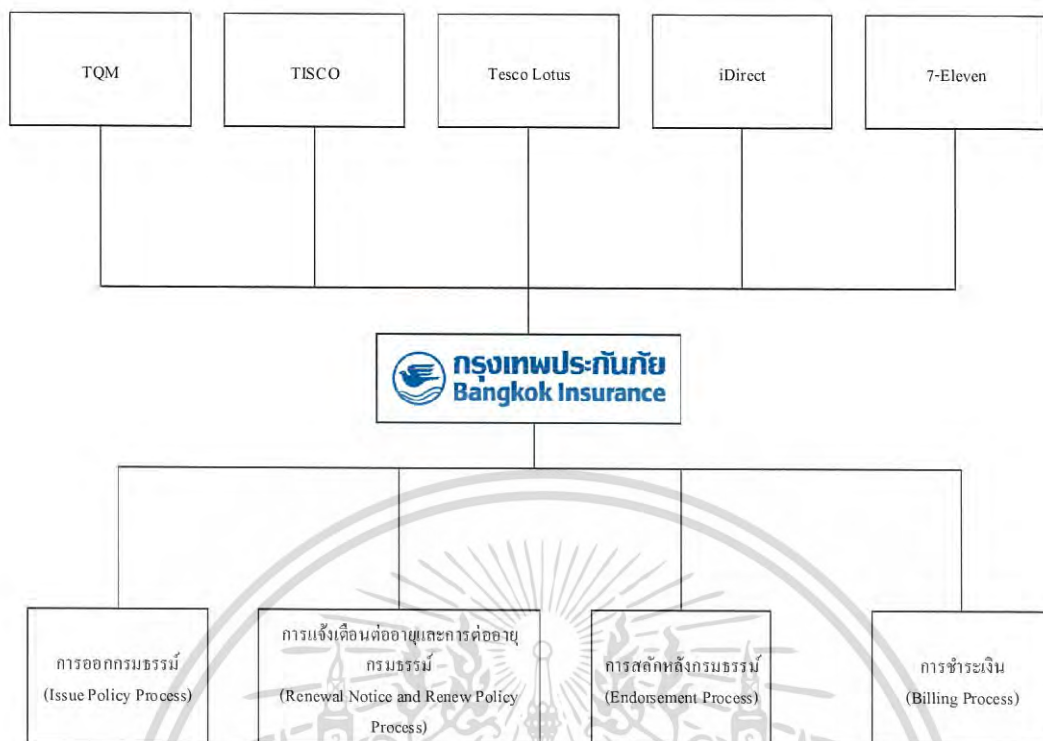 TQM
TISCO
Tesco Lotus
iDirect
7-Eleven
กรุงเทพประกันภัย
Bangkok Insurance
การออกกรมธรรม์
(Issue Policy Process)
การแจ้งเตือนต่ออายุและการต่ออายุ
กรมธรรม์
(Renewal Notice and Renew Policy
Process)
การสลักหลังกรมธรรม์
(Endorsement Process)
การชำระเงิน
(Billing Process)